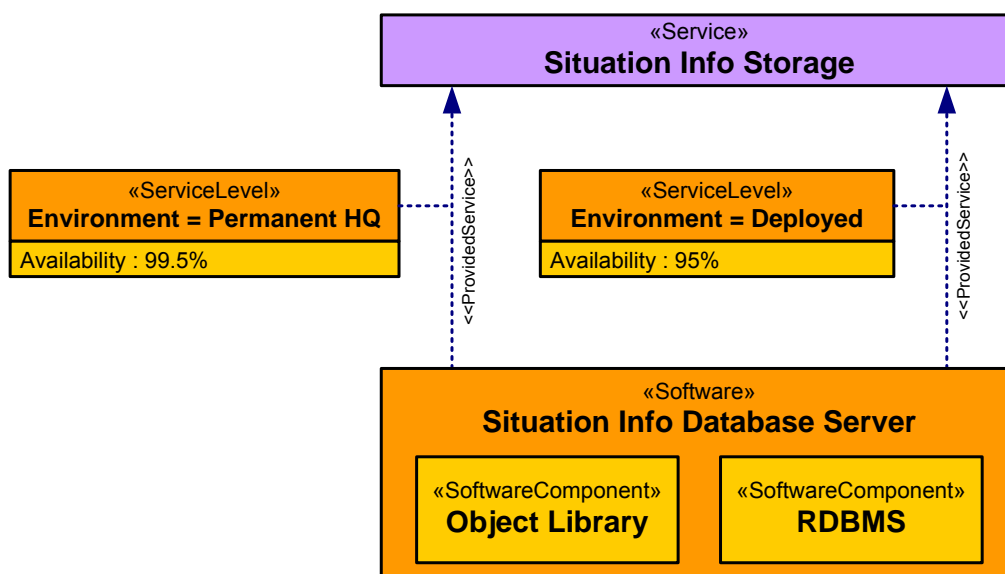 «Service»
Situation Info Storage
«ServiceLevel»
Environment = Permanent HQ
Availability : 99.5%
<<ProvidedService>>
«ServiceLevel»
Environment = Deployed
Availability : 95%
<<ProvidedService>>
«Software»
Situation Info Database Server
«SoftwareComponent»
Object Library
«SoftwareComponent»
RDBMS